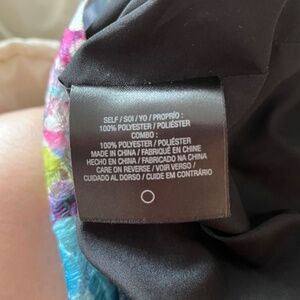 SELF / SOI / YO / PROPRIO :
100% POLYESTER / POLIÉSTER
COMBO :
100% POLYESTER / POLIÉSTER
MADE IN CHINA / FABRIQUÉ EN CHINE
HECHO EN CHINA / FABRICADO NA CHINA
CARE ON REVERSE / VOIR VERSO /
CUIDADO AL DORSO / CUIDE EM CONTRÁRIO